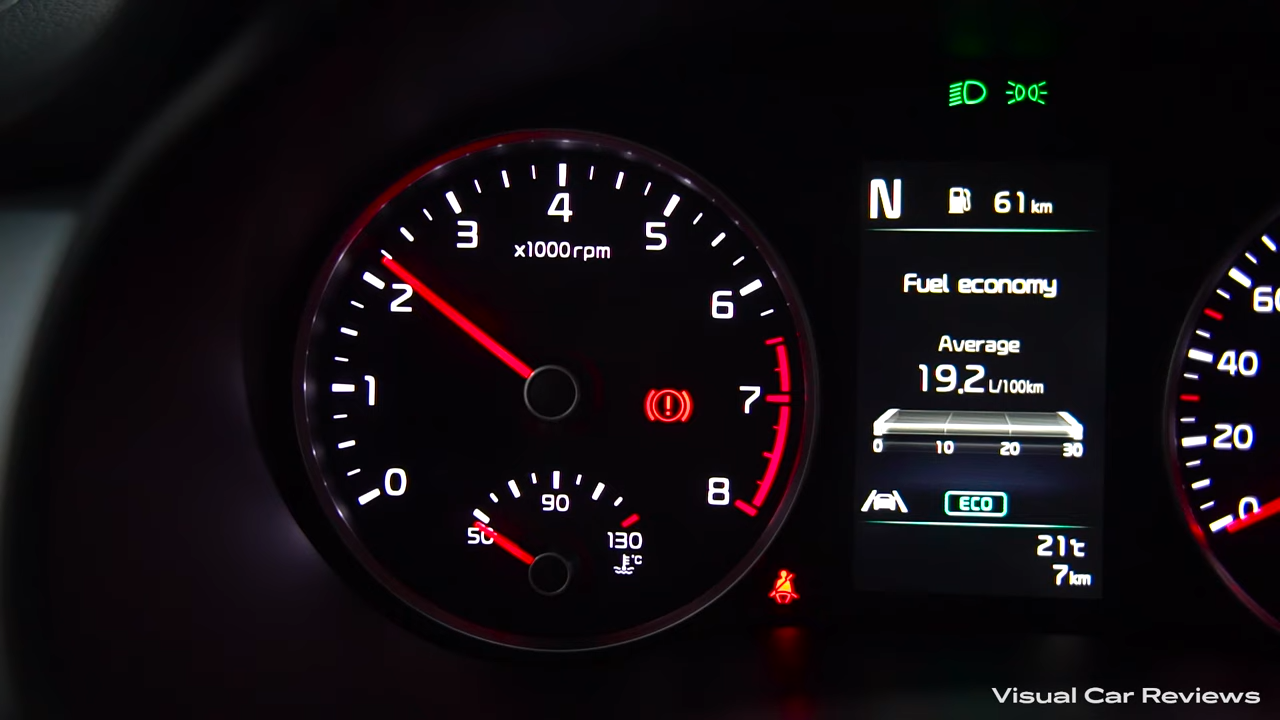 4
3
5
x1000rpm
2
6
1
7
0
8
90
50
130
°C
N
61km
Fuel economy
Average
19.2 L/100km
0 10 20 30
ECO
21℃
7km
60
40
20
0
Visual Car Reviews